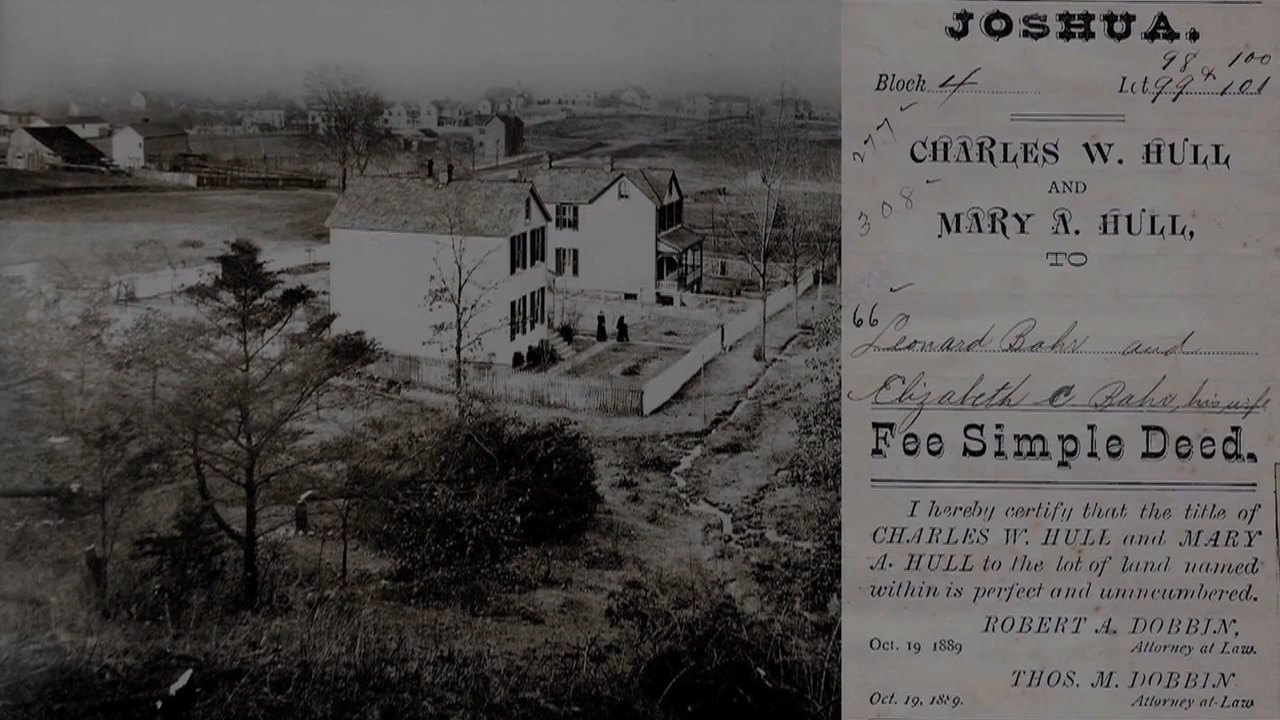 JOSHUA.
98 100
Block 4 Lot 99 & 101
277
CHARLES W. HULL
AND
308
MARY A. HULL,
TO
66
Leonard Bahr and
Elizabeth C Bahr, his wife
Fee Simple Deed.
I hereby certify that the title of
CHARLES W. HULL and MARY
A. HULL to the lot of land named
within is perfect and unincumbered.
ROBERT A. DOBBIN,
Oct. 19 1889 Attorney at Law.
THOS. M. DOBBIN
Oct. 19, 1889. Attorney at Law